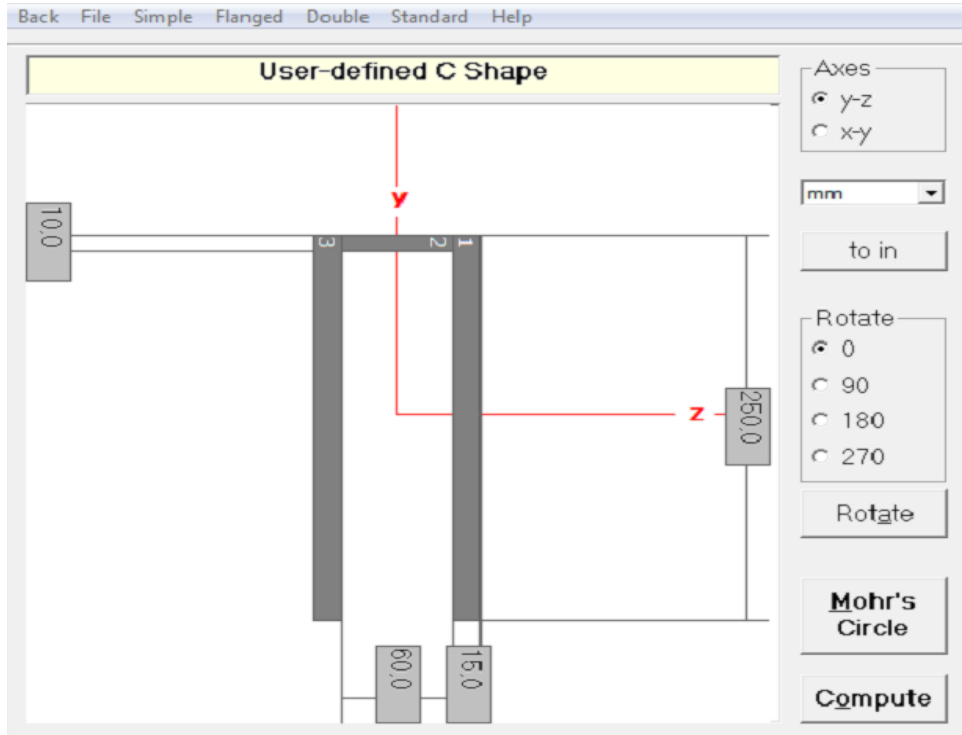 Back File Simple Flanged Double Standard Help
User-defined C Shape
Axes
y-z
x-y
mm
to in
Rotate
0
90
180
270
Rotate
Mohr's
Circle
Compute
y
10,0
3
2
1
z
250,0
60,0
15,0